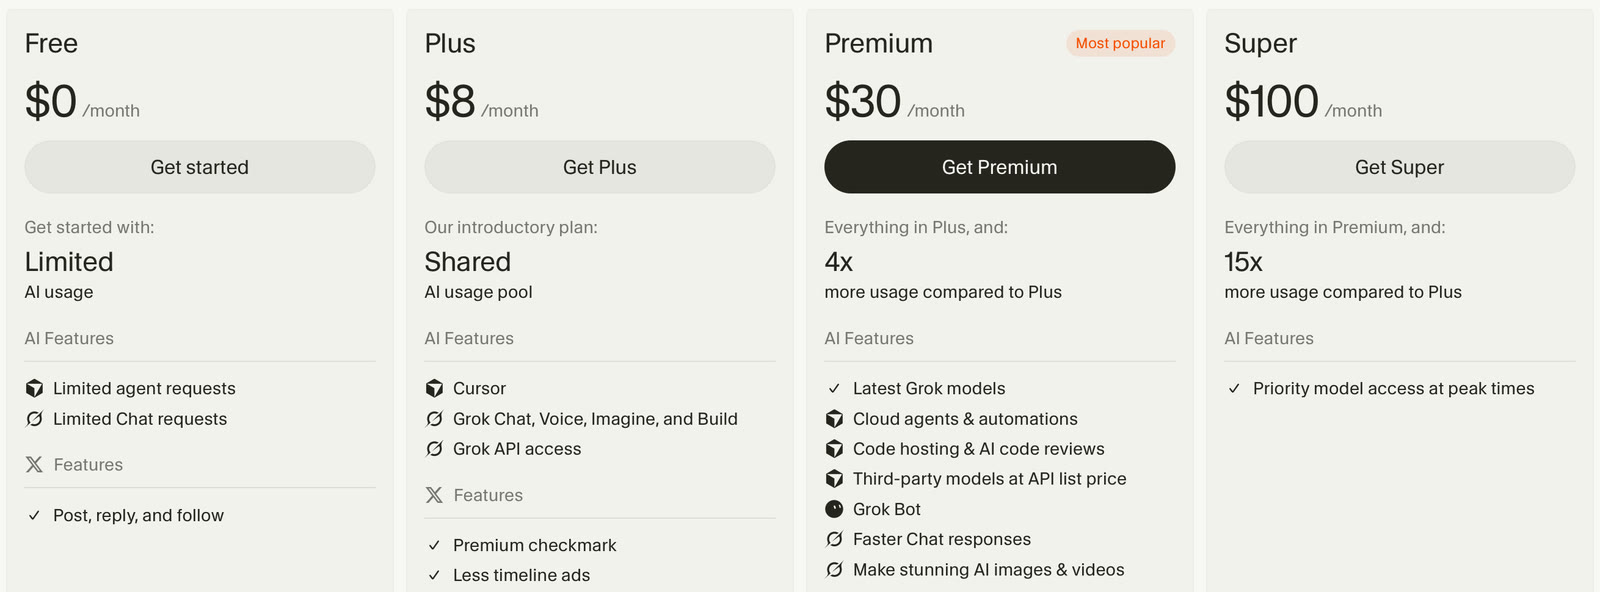 Free
$0 /month
Get started
Get started with:
Limited
AI usage
AI Features
Limited agent requests
Limited Chat requests
Features
Post, reply, and follow
Plus
$8 /month
Get Plus
Our introductory plan:
Shared
AI usage pool
AI Features
Cursor
Grok Chat, Voice, Imagine, and Build
Grok API access
Features
Premium checkmark
Less timeline ads
Premium
Most popular
$30 /month
Get Premium
Everything in Plus, and:
4x
more usage compared to Plus
AI Features
Latest Grok models
Cloud agents & automations
Code hosting & AI code reviews
Third-party models at API list price
Grok Bot
Faster Chat responses
Make stunning AI images & videos
Super
$100 /month
Get Super
Everything in Premium, and:
15x
more usage compared to Plus
AI Features
Priority model access at peak times